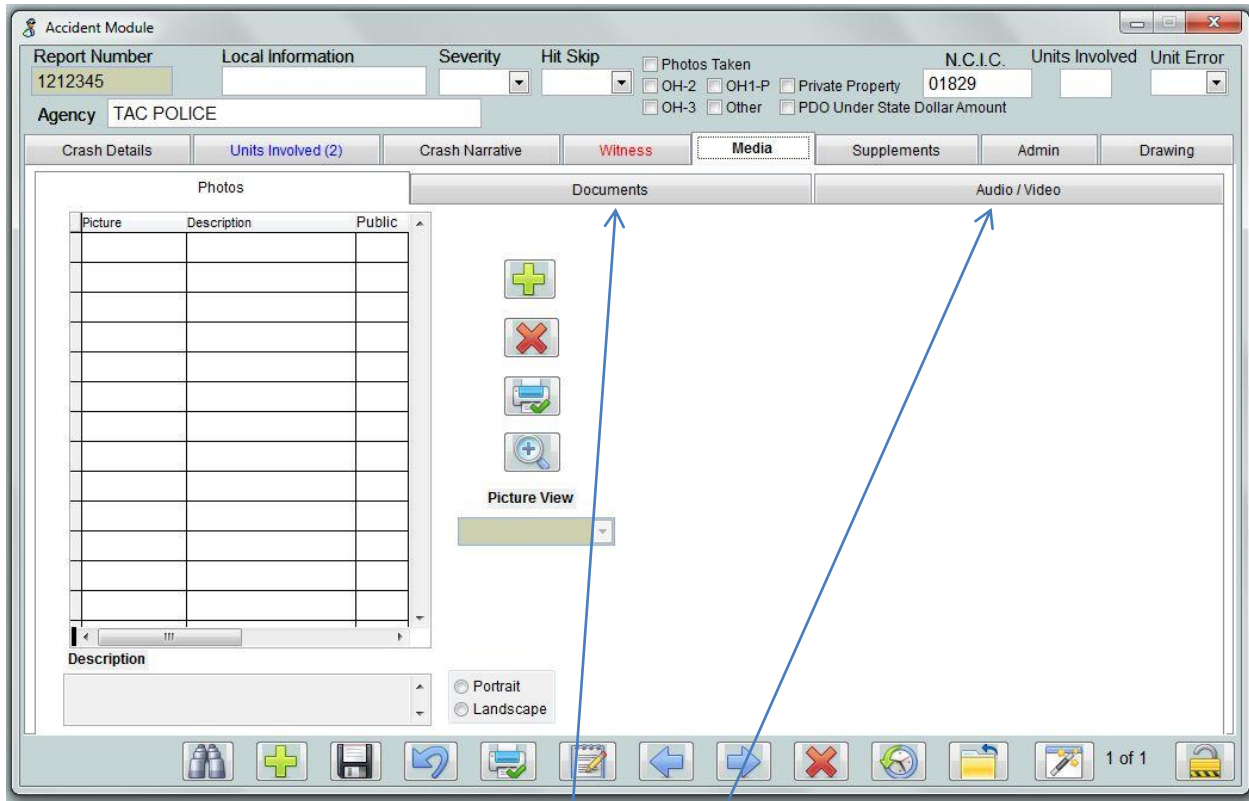 Accident Module
Report Number Local Information Severity Hit Skip Photos Taken N.C.I.C. Units Involved Unit Error
1212345 OH-2 OH1-P Private Property 01829
Agency TAC POLICE OH-3 Other PDO Under State Dollar Amount
Crash Details Units Involved (2) Crash Narrative Witness Media Supplements Admin Drawing
Photos Documents Audio / Video
Picture Description Public
Picture View
Description
Portrait
Landscape
1 of 1